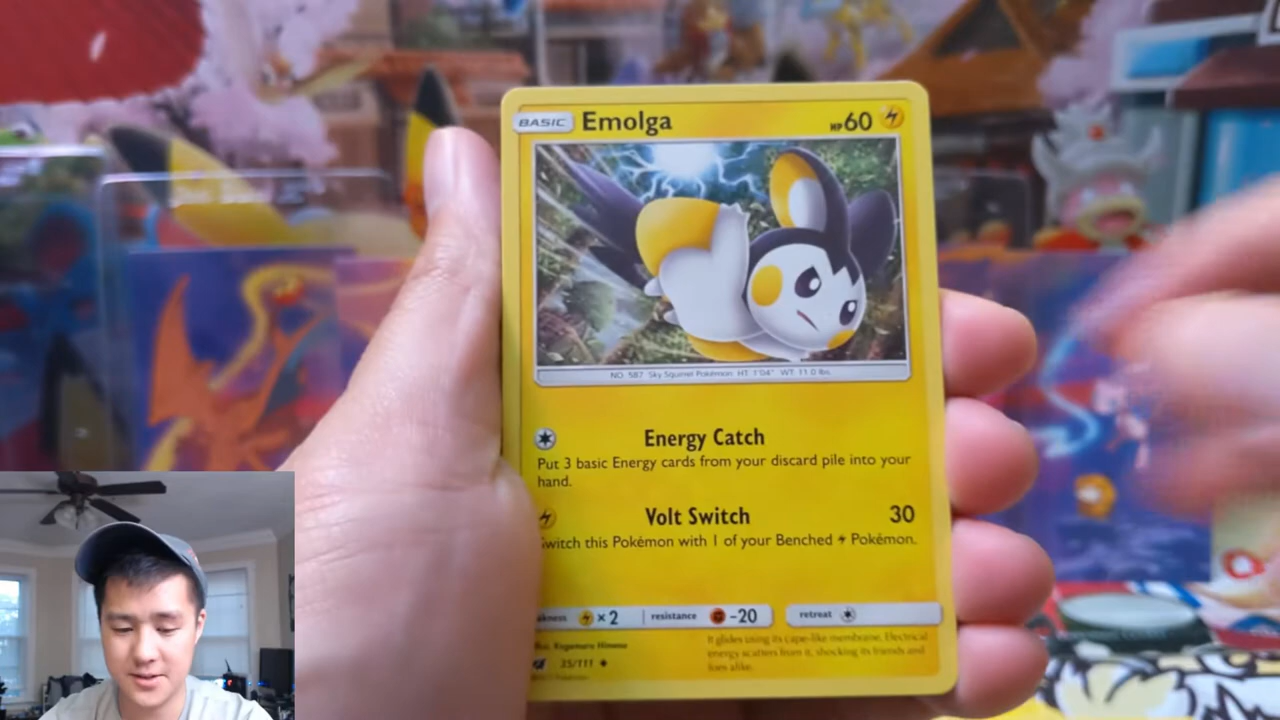 BASIC Emolga HP60
NO. 587 Sky Squirrel Pokémon HT: 1'04" WT: 11.0 lbs.
Energy Catch
Put 3 basic Energy cards from your discard pile into your
hand.
Volt Switch 30
Switch this Pokémon with 1 of your Benched Pokémon.
akness ×2 resistance -20 retreat
It glides using its cape-like membrane. Electrical
energy scatters from it, shocking its friends and
foes alike.
35/111